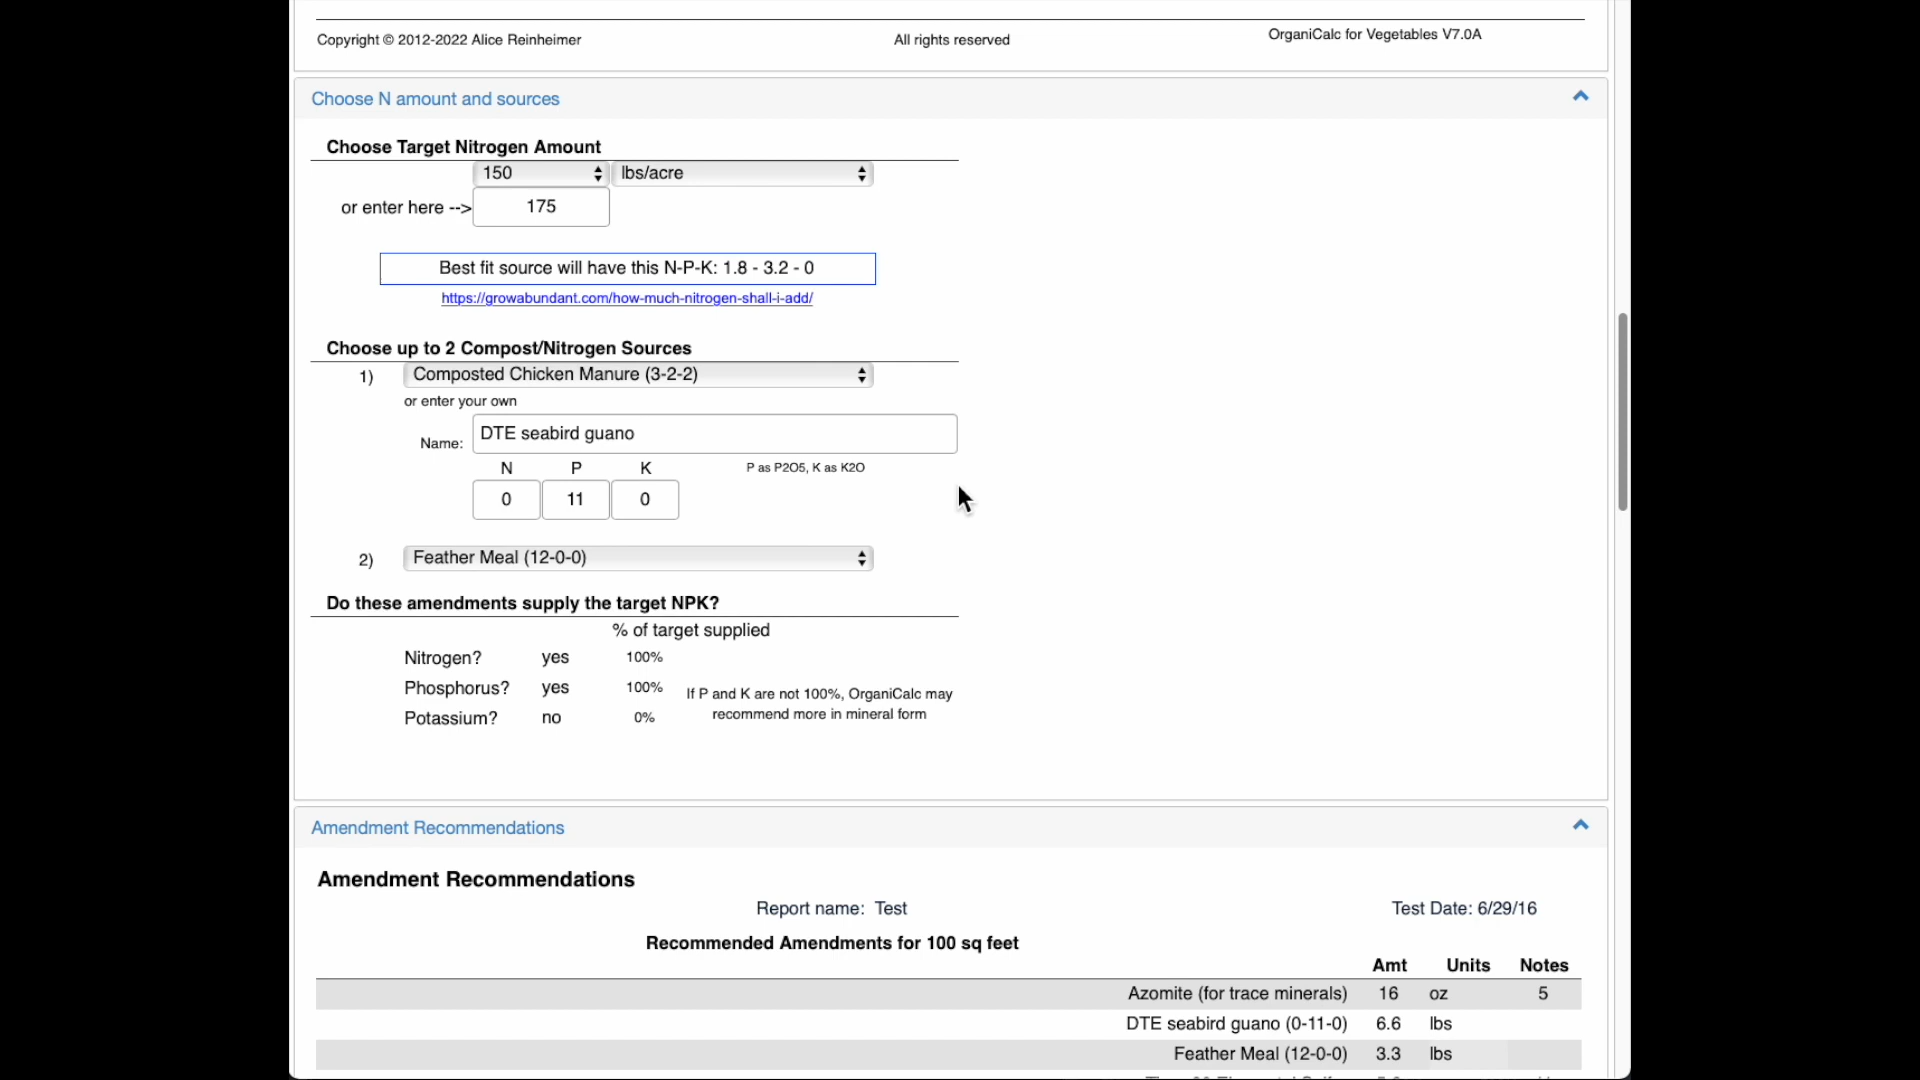 Copyright © 2012-2022 Alice Reinheimer All rights reserved OrganiCalc for Vegetables V7.0A
Choose N amount and sources
Choose Target Nitrogen Amount
150 lbs/acre
or enter here --> 175
Best fit source will have this N-P-K: 1.8 - 3.2 - 0
https://growabundant.com/how-much-nitrogen-shall-i-add/
Choose up to 2 Compost/Nitrogen Sources
1) Composted Chicken Manure (3-2-2)
or enter your own
Name: DTE seabird guano
N P K P as P2O5, K as K2O
0 11 0
2) Feather Meal (12-0-0)
Do these amendments supply the target NPK?
% of target supplied
Nitrogen? yes 100%
Phosphorus? yes 100% If P and K are not 100%, OrganiCalc may
recommend more in mineral form
Potassium? no 0%
Amendment Recommendations
Amendment Recommendations
Report name: Test Test Date: 6/29/16
Recommended Amendments for 100 sq feet
Amt Units Notes
Azomite (for trace minerals) 16 oz 5
DTE seabird guano (0-11-0) 6.6 lbs
Feather Meal (12-0-0) 3.3 lbs